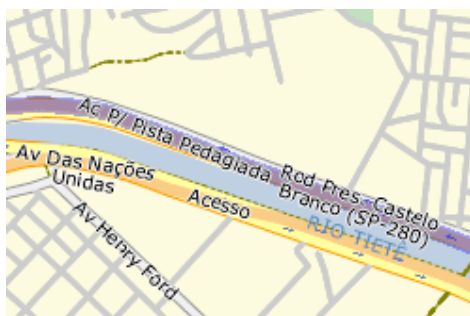 Ac P/ Pista Pedagiada
Rod Pres Castelo
Branco (SP-280)
Av Das Nações
Unidas
Acesso
RIO TIETÊ
Av Henry Ford